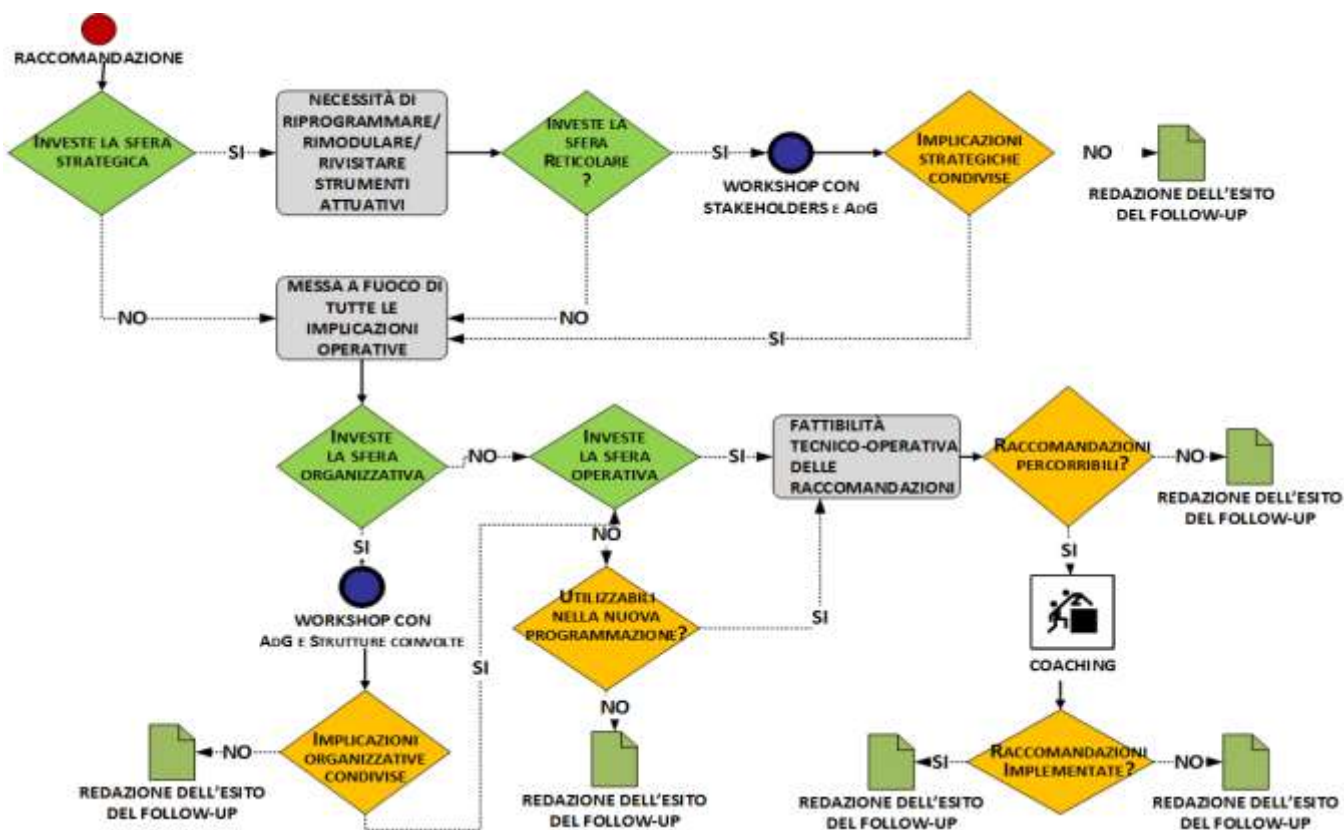 RACCOMANDAZIONE
INVESTE LA SFERA
STRATEGICA
SI
NECESSITÀ DI
RIPROGRAMMARE/
RIMODULARE/
RIVISITARE
STRUMENTI
ATTUATIVI
INVESTE LA
SFERA
RETICOLARE
?
SI
WORKSHOP CON
STAKEHOLDERS E ADG
IMPLICAZIONI
STRATEGICHE
CONDIVISE
NO
REDAZIONE DELL'ESITO
DEL FOLLOW-UP
NO
MESSA A FUOCO DI
TUTTE LE
IMPLICAZIONI
OPERATIVE
NO
SI
INVESTE
LA SFERA
ORGANIZZATIVA
NO
INVESTE
LA SFERA
OPERATIVA
SI
FATTIBILITÀ
TECNICO-OPERATIVA
DELLE
RACCOMANDAZIONI
RACCOMANDAZIONI
PERCORRIBILI?
NO
REDAZIONE DELL'ESITO
DEL FOLLOW-UP
SI
WORKSHOP CON
ADG E STRUTTURE COINVOLTE
SI
NO
UTILIZZABILI
NELLA NUOVA
PROGRAMMAZIONE?
SI
SI
COACHING
IMPLICAZIONI
ORGANIZZATIVE
CONDIVISE
NO
REDAZIONE DELL'ESITO
DEL FOLLOW-UP
NO
REDAZIONE DELL'ESITO
DEL FOLLOW-UP
RACCOMANDAZIONI
IMPLEMENTATE?
SI
REDAZIONE DELL'ESITO
DEL FOLLOW-UP
NO
REDAZIONE DELL'ESITO
DEL FOLLOW-UP